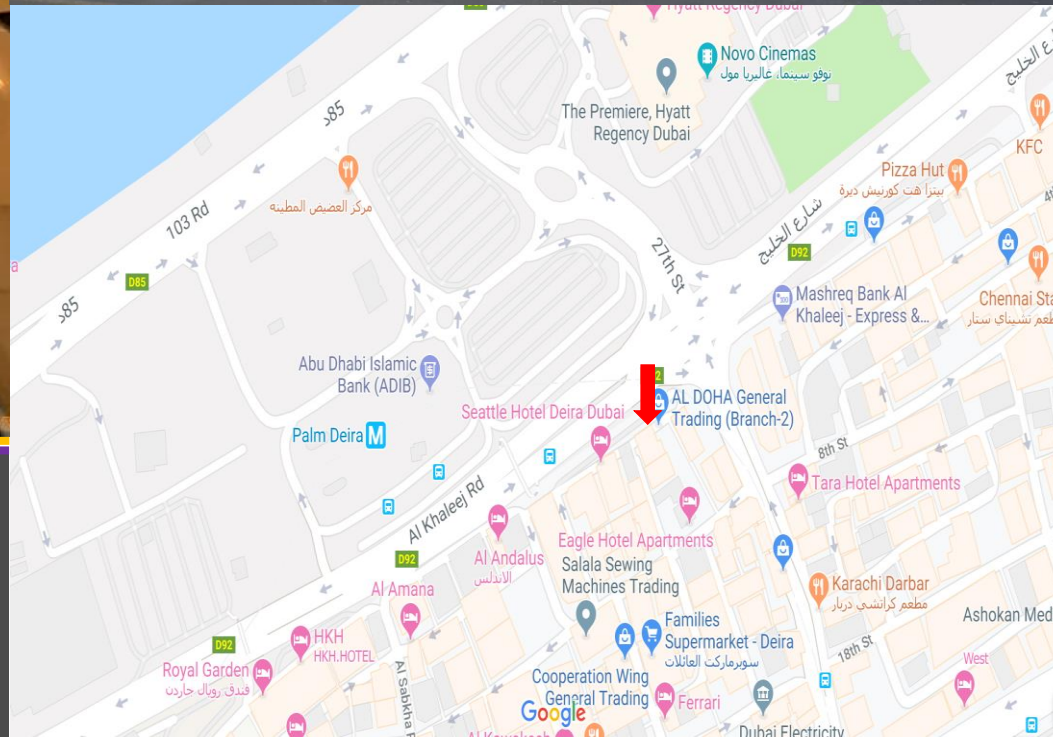 Hyatt Regency Dubai
Novo Cinemas
نوفو سينما، غاليريا مول
The Premiere, Hyatt
Regency Dubai
KFC
Pizza Hut
بيتزا هت كورنيش ديرة
85د
مركز العصيص المطينه
103 Rd
شارع الخليج
27th St
D92
D85
85د
Mashreq Bank Al
Khaleej - Express &...
Chennai Sta
طعم تشيناي ستار
Abu Dhabi Islamic
Bank (ADIB)
AL DOHA General
Trading (Branch-2)
Seattle Hotel Deira Dubai
Palm Deira M
8th St
Tara Hotel Apartments
Al Khaleej Rd
Eagle Hotel Apartments
Al Andalus
الاندلس
Salala Sewing
Machines Trading
D92
Al Amana
Karachi Darbar
مطعم كراتشي دربار
Ashokan Med
Families
Supermarket - Deira
سوبرماركت العائلات
HKH
HKH.HOTEL
D92
18th St
Royal Garden
فندق رويال جاردن
West
Al Sabkha R
Cooperation Wing
General Trading
Ferrari
Google
Dubai Electricity